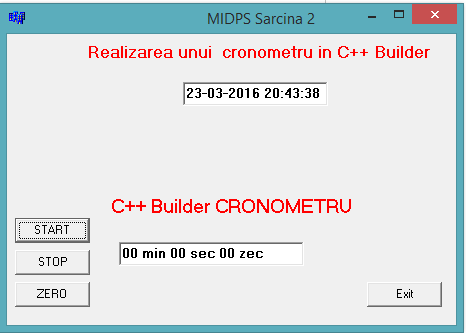 MIDPS Sarcina 2
Realizarea unui cronometru in C++ Builder
23-03-2016 20:43:38
C++ Builder CRONOMETRU
START
STOP
00 min 00 sec 00 zec
ZERO
Exit